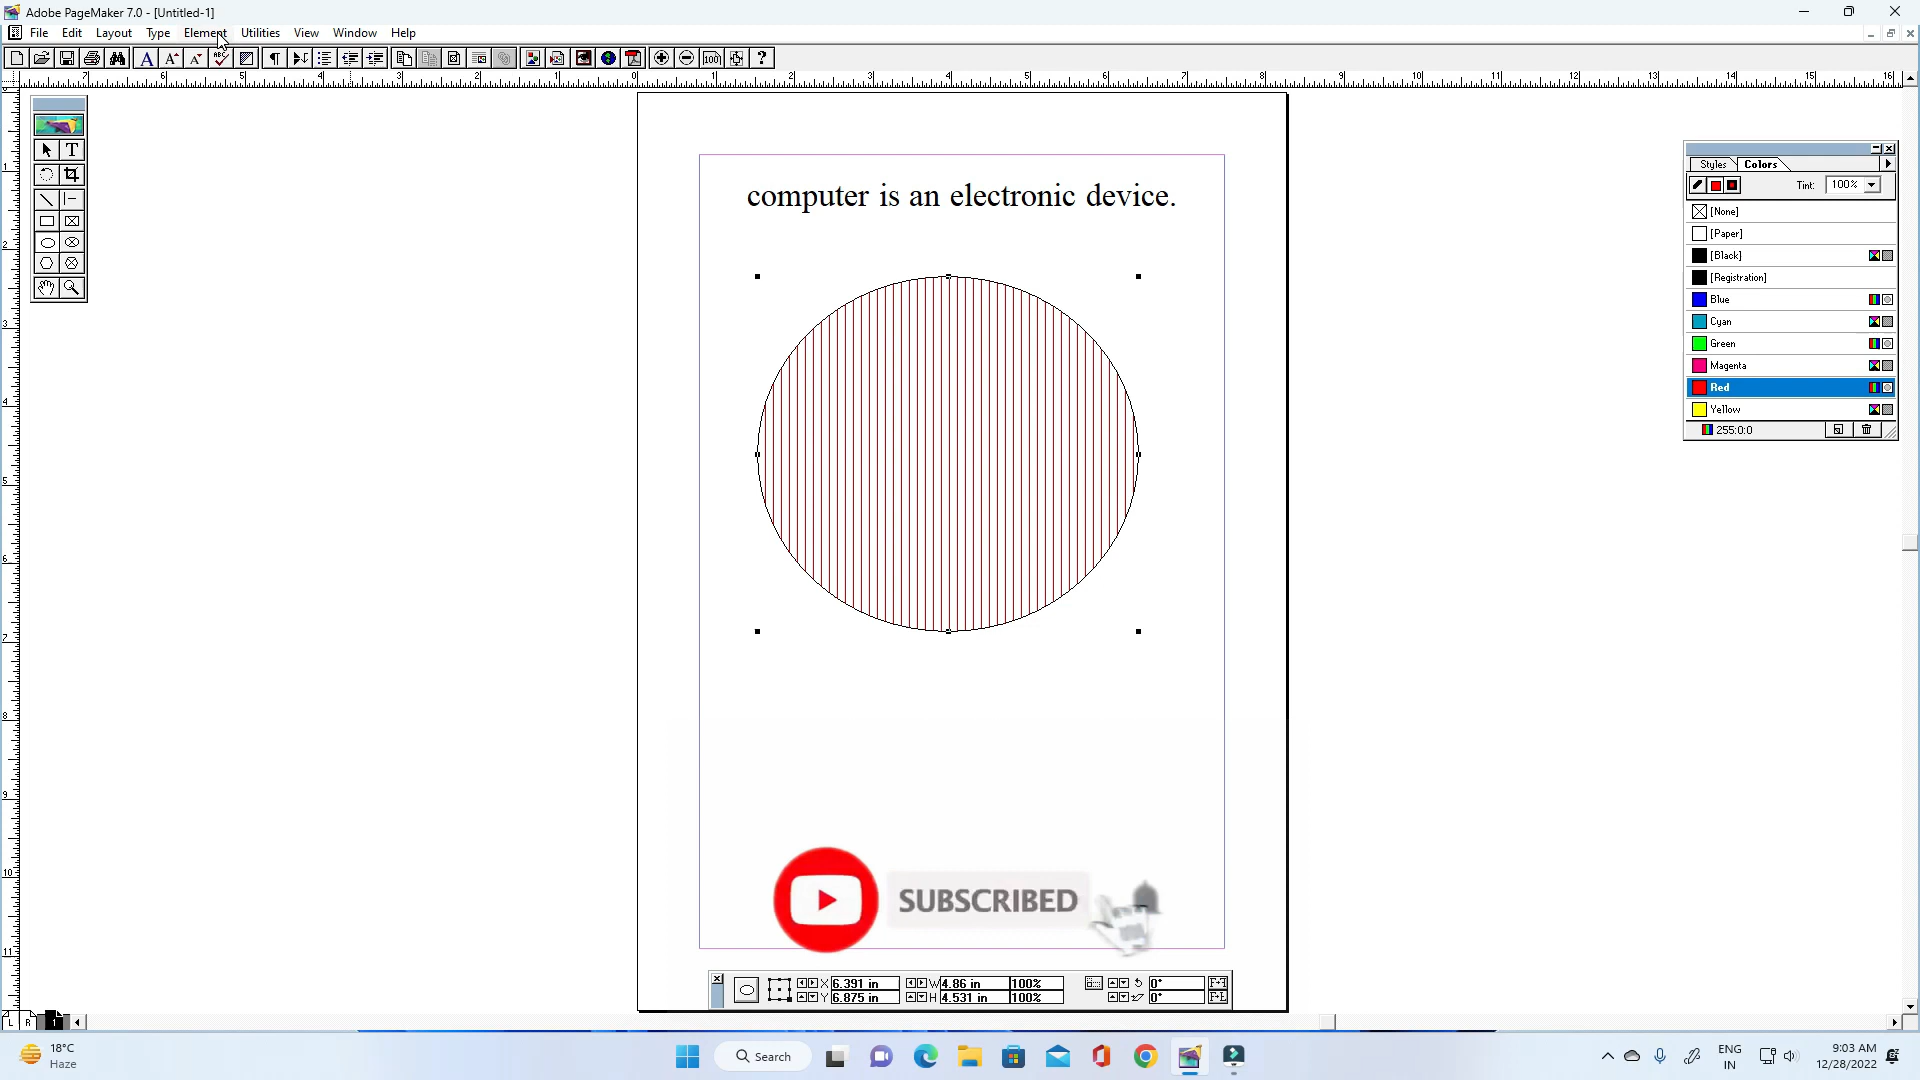 Adobe PageMaker 7.0 - [Untitled-1]
File Edit Layout Type Element Utilities View Window Help
computer is an electronic device.
Styles Colors
Tint: 100%
[None]
[Paper]
[Black]
[Registration]
Blue
Cyan
Green
Magenta
Red
Yellow
255:0:0
SUBSCRIBED
X 6.391 in W 4.86 in 100% 0°
Y 6.875 in H 4.531 in 100% 0°
L R 1
18°C
Haze
Search
ENG
IN
9:03 AM
12/28/2022